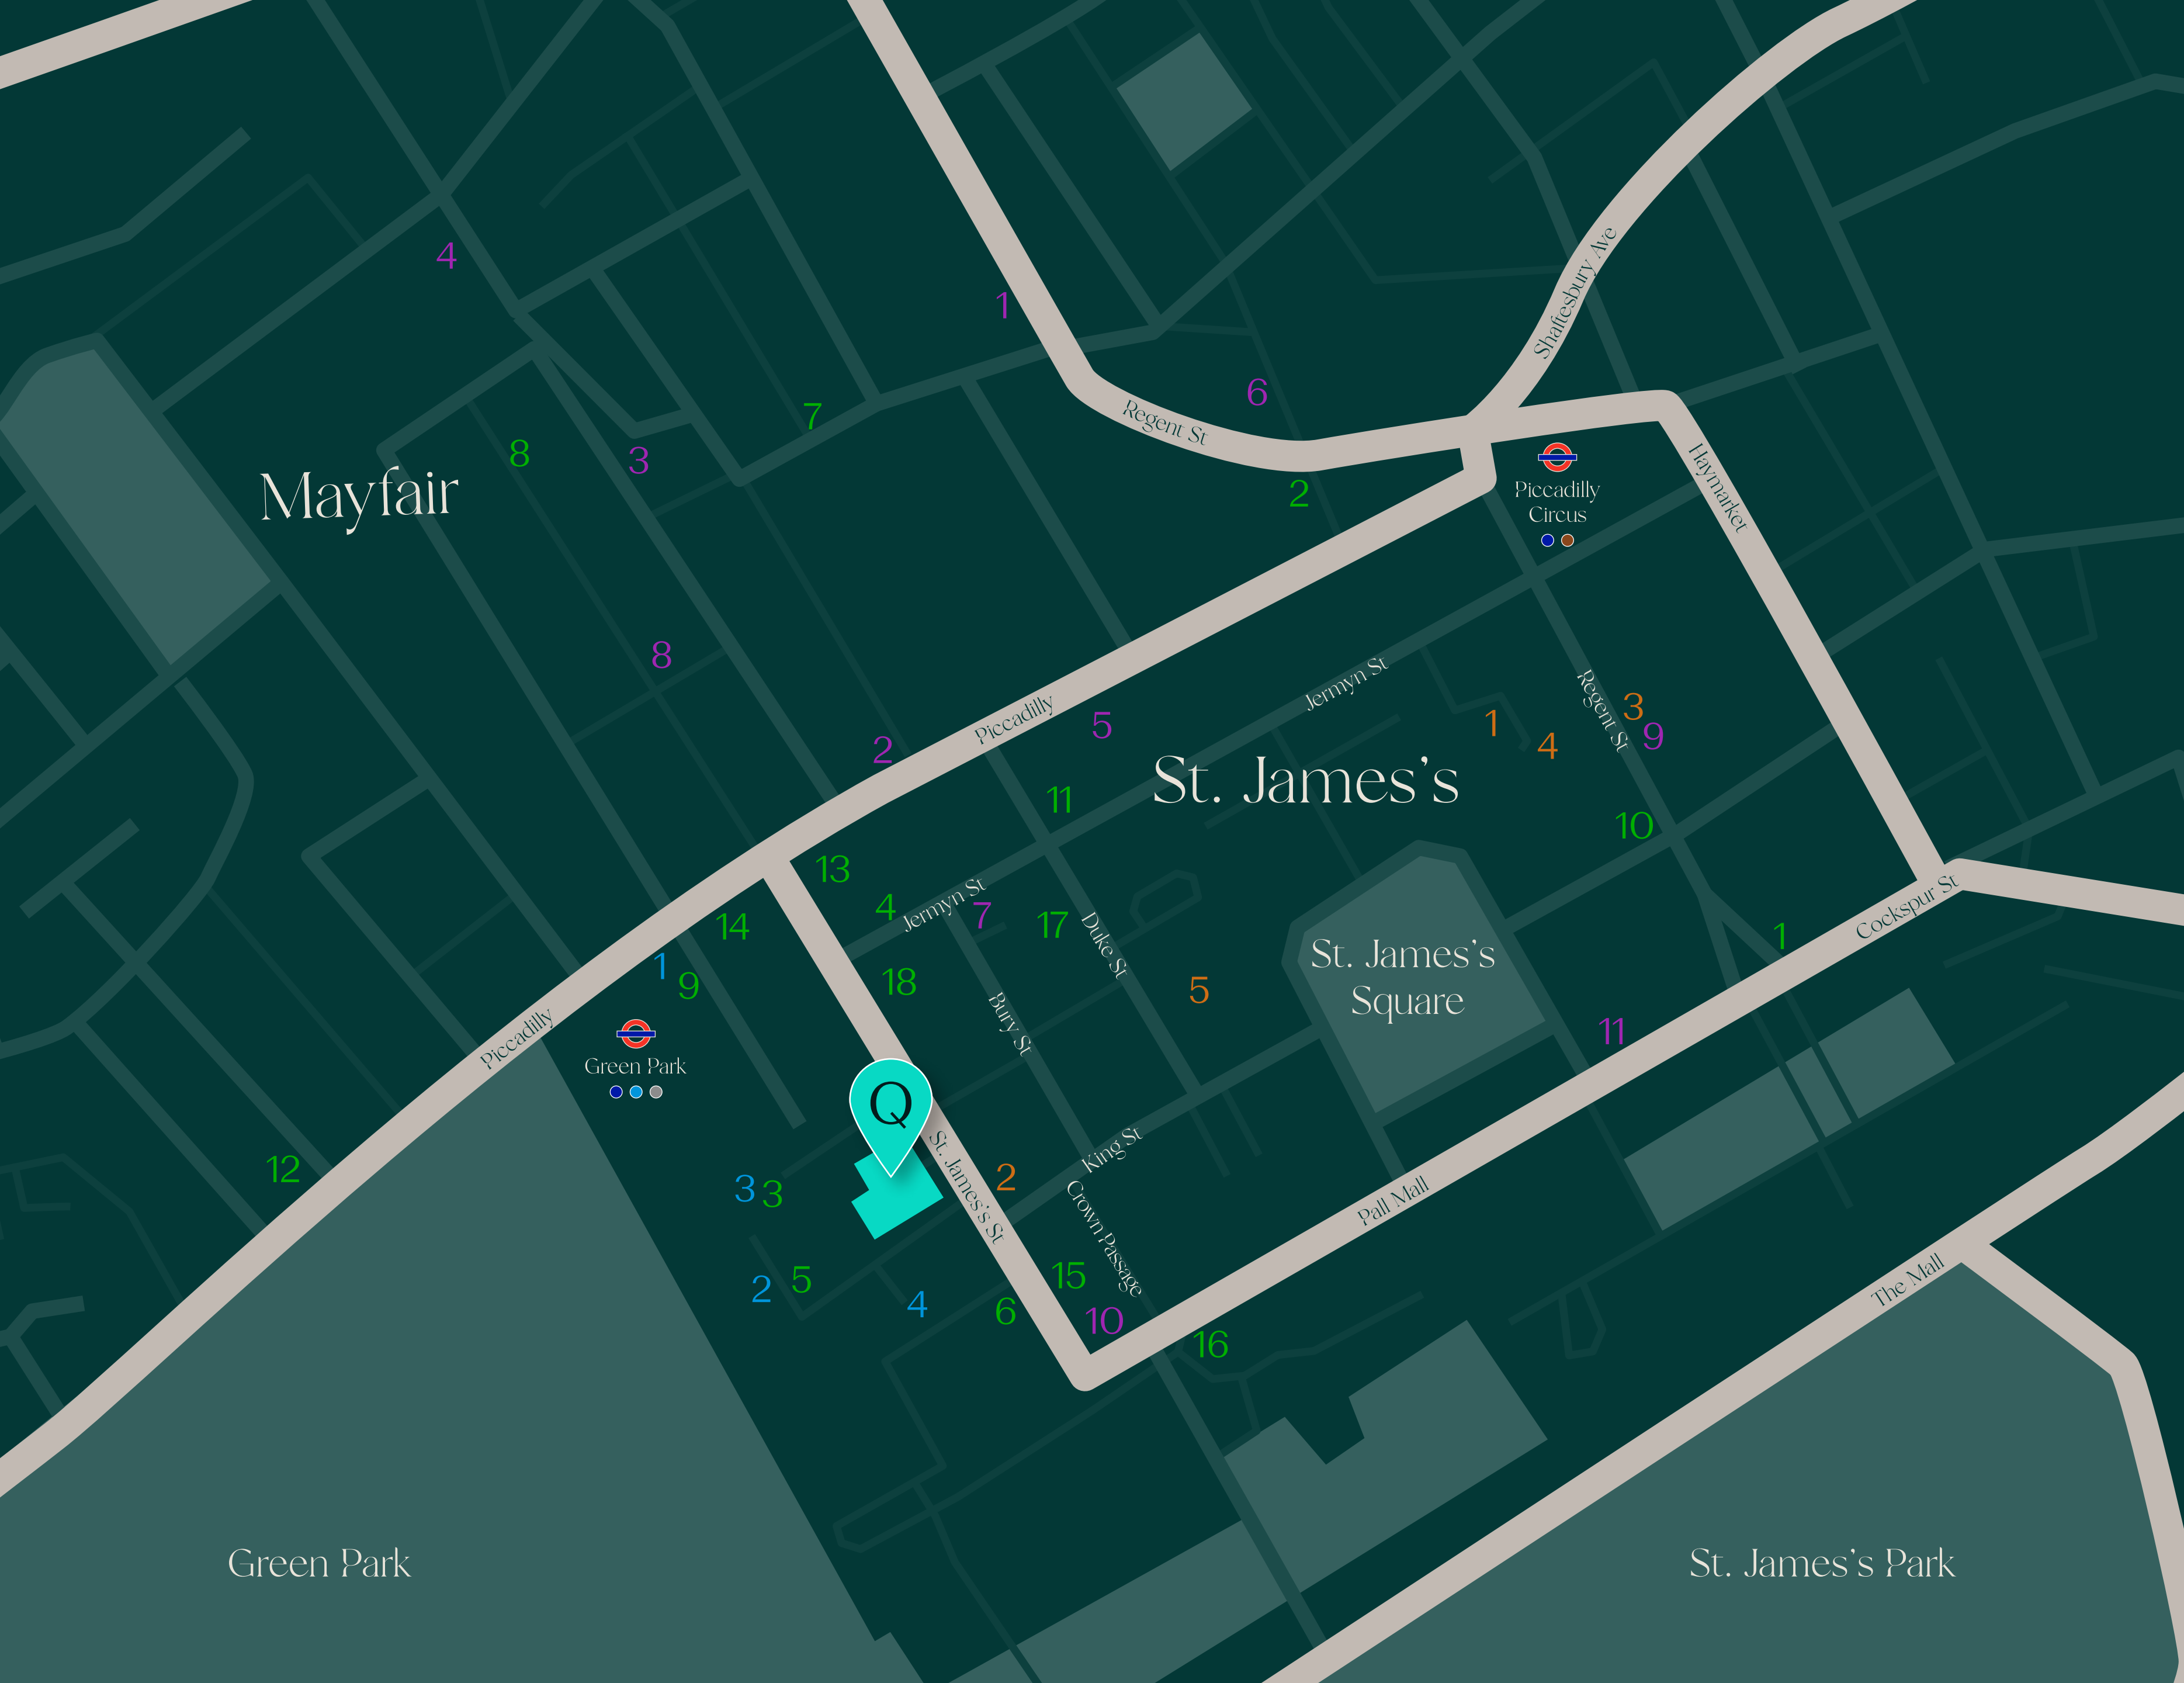 4
1
Shaftesbury Ave
6
Regent St
7
8
3
Mayfair
2
Piccadilly
Circus
Haymarket
8
Jermyn St
Regent St
3
9
1
4
Piccadilly
5
2
St. James's
11
10
13
4
Jermyn St
7
17
Duke St
14
1
9
18
Bury St
5
St. James's
Square
1
Cockspur St
11
Piccadilly
Green Park
Q
12
3
3
St. James's St
2
King St
Crown Passage
Pall Mall
2
5
4
6
15
10
16
The Mall
Green Park
St. James's Park